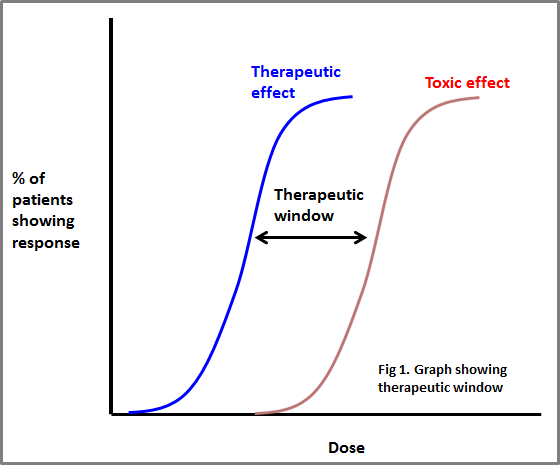 Therapeutic
effect
Toxic effect
% of
patients
showing
response
Therapeutic
window
Fig 1. Graph showing
therapeutic window
Dose